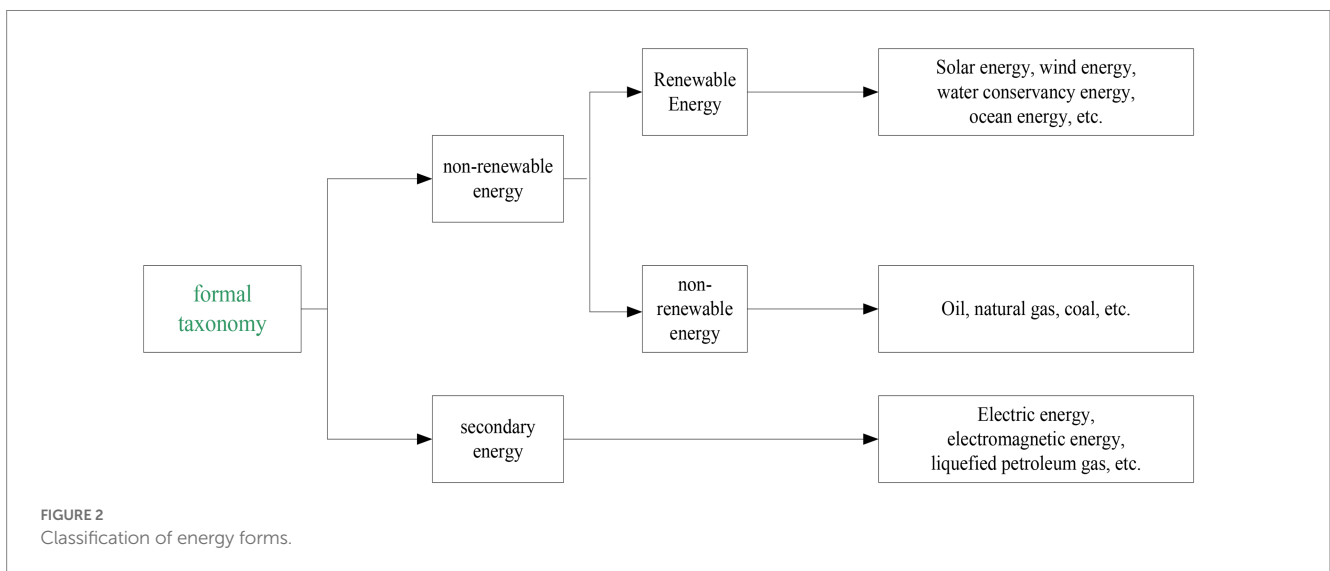 formal
taxonomy
non-renewable
energy
secondary
energy
Renewable
Energy
non-
renewable
energy
Solar energy, wind energy,
water conservancy energy,
ocean energy, etc.
Oil, natural gas, coal, etc.
Electric energy,
electromagnetic energy,
liquefied petroleum gas, etc.
FIGURE 2
Classification of energy forms.